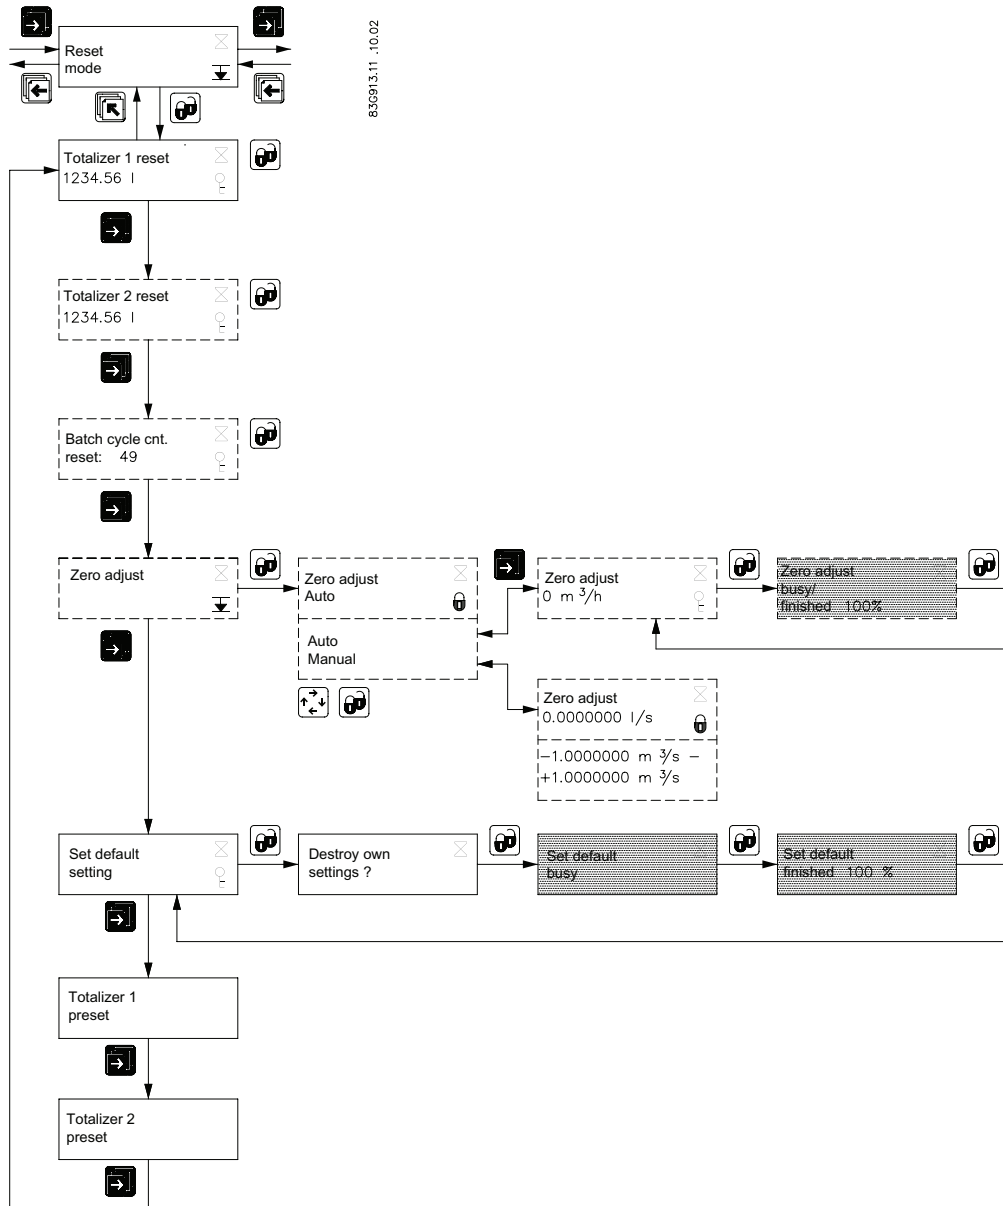 83G913.11 .10.02
Reset
mode
Totalizer 1 reset
1234.56 l
Totalizer 2 reset
1234.56 l
Batch cycle cnt.
reset: 49
Zero adjust
Zero adjust
Auto
Auto
Manual
Zero adjust
0 m³/h
Zero adjust
busy/
finished 100%
Zero adjust
0.0000000 l/s
−1.0000000 m³/s −
+1.0000000 m³/s
Set default
setting
Destroy own
settings ?
Set default
busy
Set default
finished 100 %
Totalizer 1
preset
Totalizer 2
preset